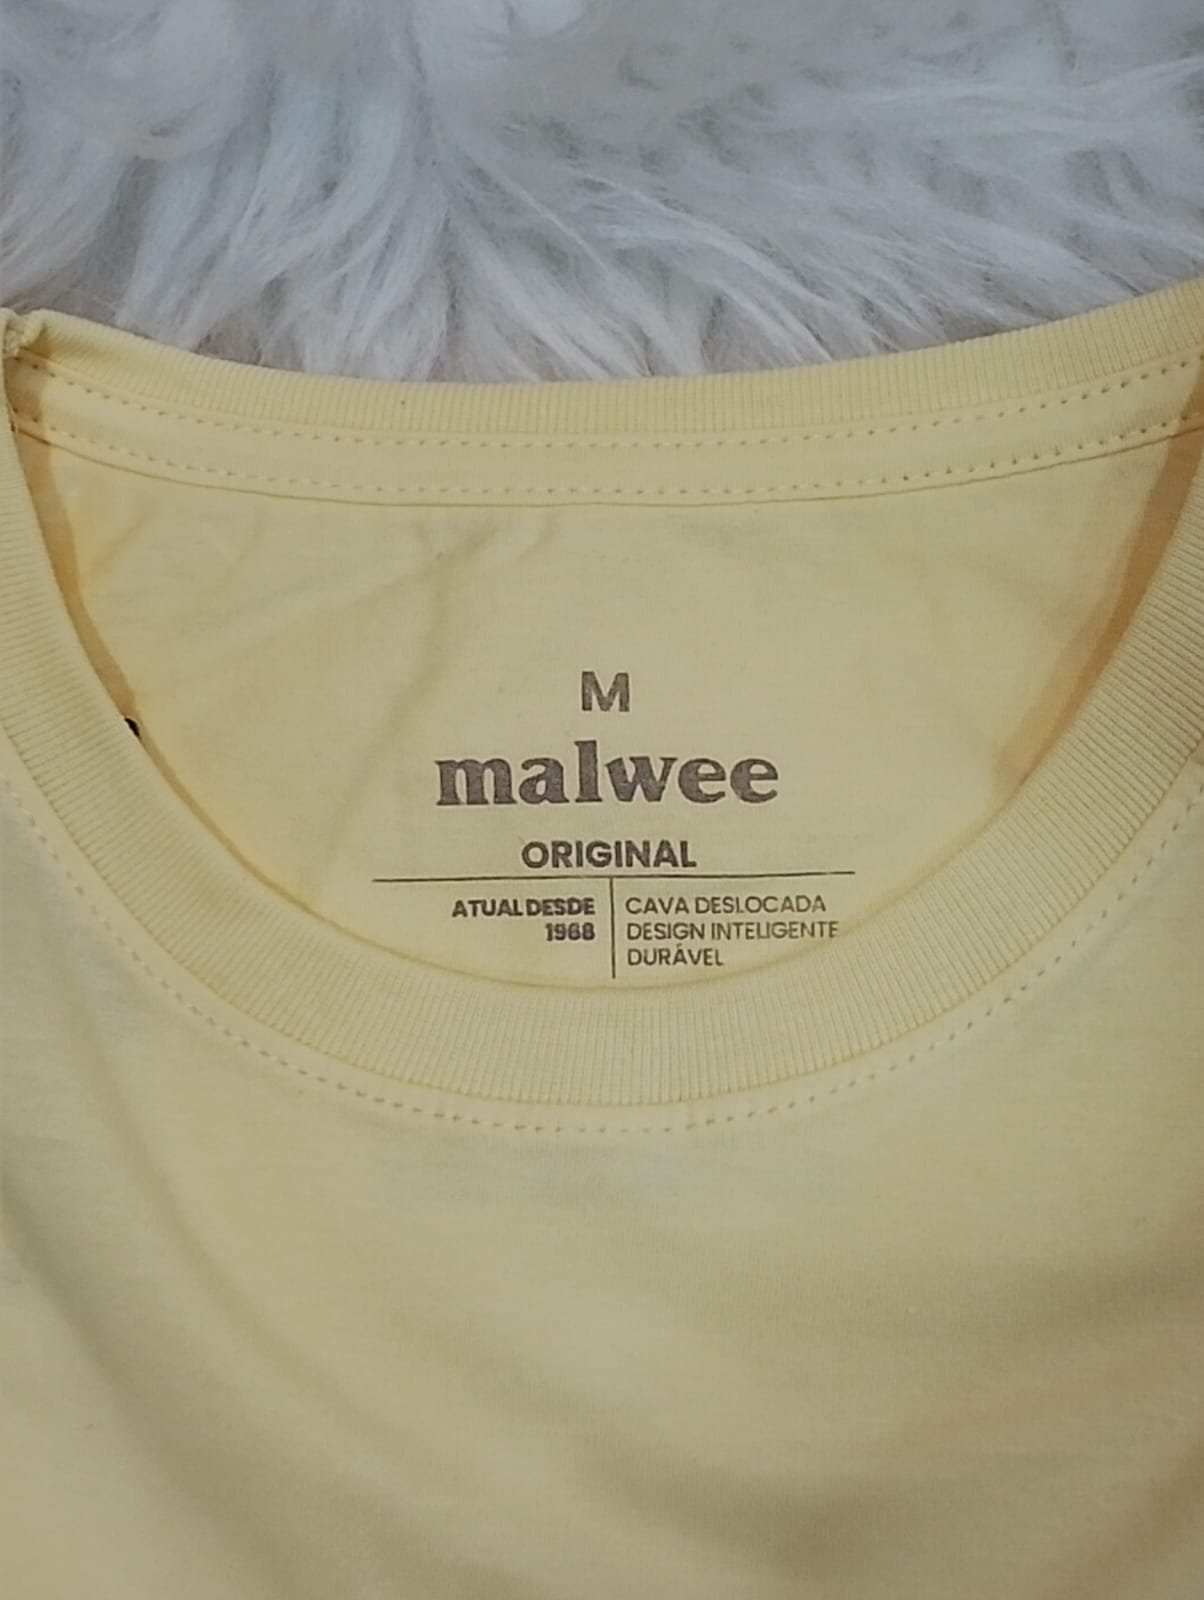 M
malwee
ORIGINAL
ATUAL DESDE
1968
CAVA DESLOCADA
DESIGN INTELIGENTE
DURÁVEL